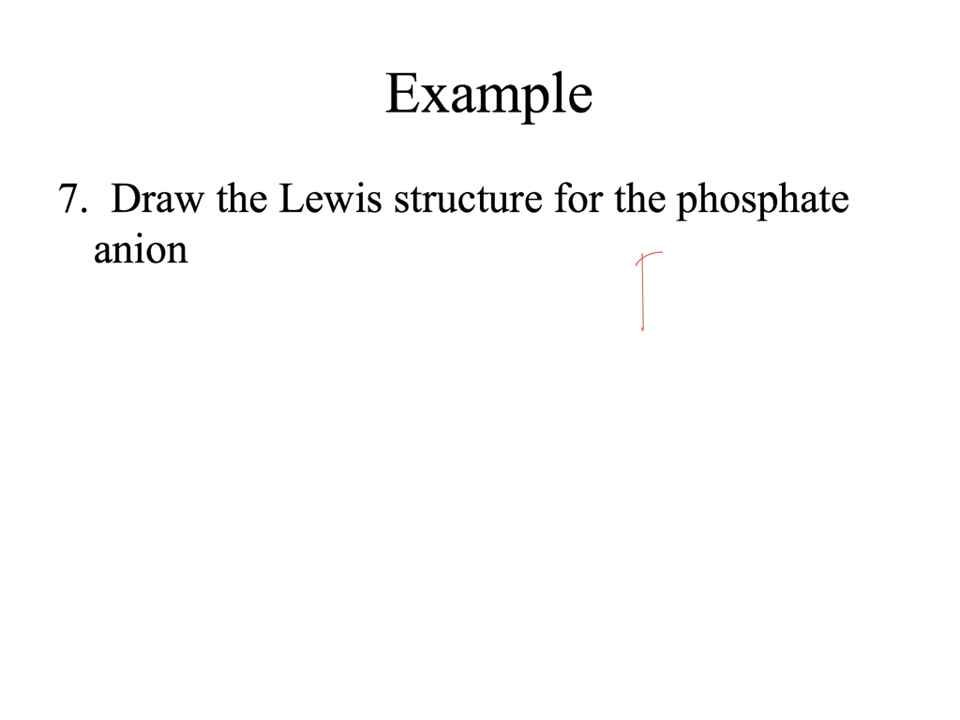 Example
7. Draw the Lewis structure for the phosphate
anion